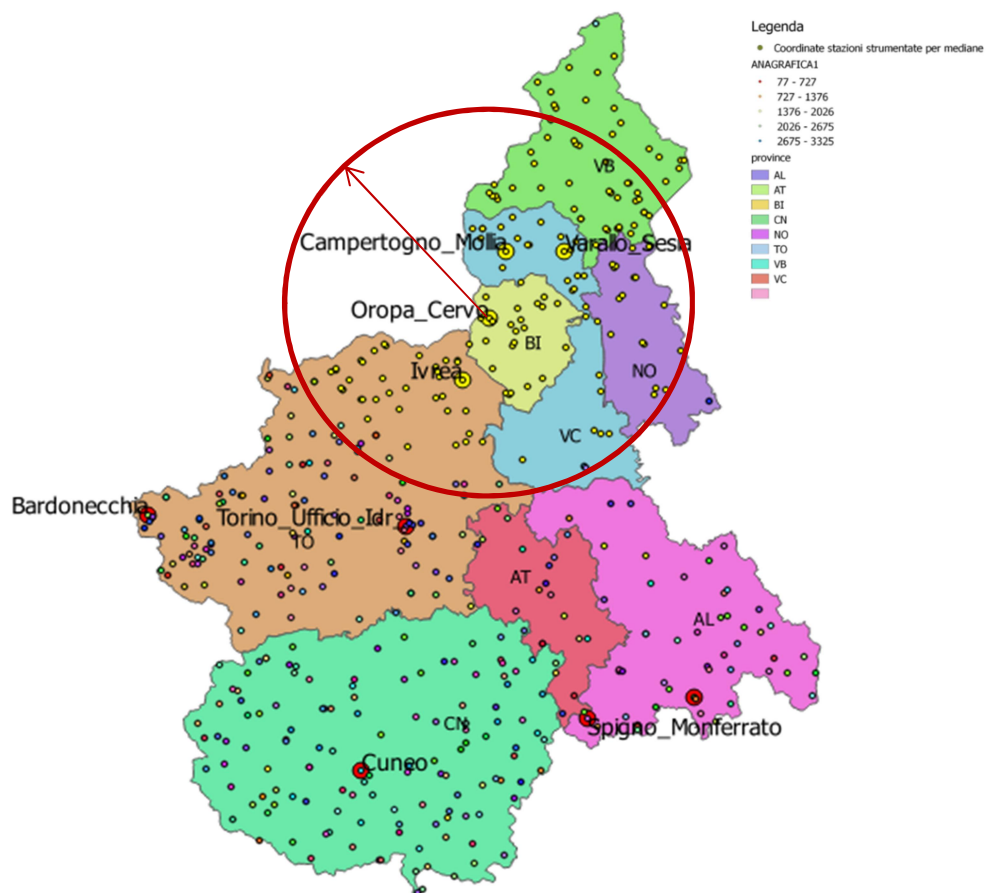 Legenda
Coordinate stazioni strumentate per mediane
ANAGRAFICA1
77 - 727
727 - 1376
1376 - 2026
2026 - 2675
2675 - 3325
province
AL
AT
BI
CN
NO
TO
VB
VC
VB
Campertogno_Mollia
Varallo_Sesia
Oropa_Cervo
BI
Ivrea
NO
VC
Bardonecchia
Torino_Ufficio_Idr
TO
AT
AL
CN
Spigno_Monferrato
Cuneo